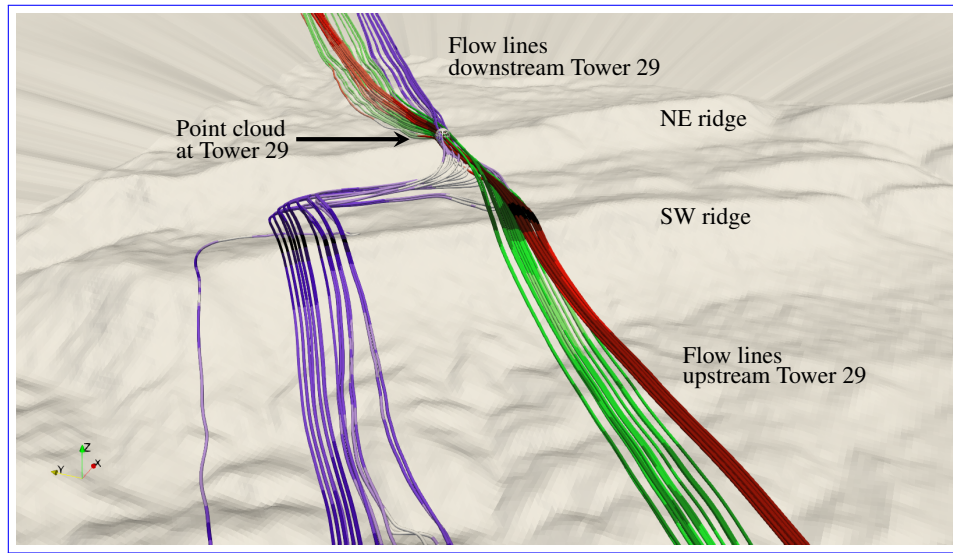 Flow lines
downstream Tower 29
NE ridge
Point cloud
at Tower 29
SW ridge
Flow lines
upstream Tower 29
Z
Y
X